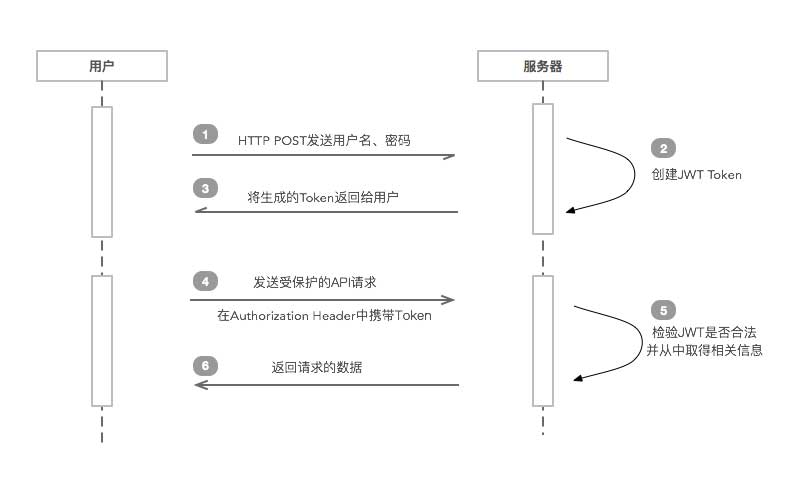 用户
服务器
1
HTTP POST发送用户名、密码
2
创建JWT Token
3
将生成的Token返回给用户
4
发送受保护的API请求
在Authorization Header中携带Token
5
检验JWT是否合法
并从中取得相关信息
6
返回请求的数据